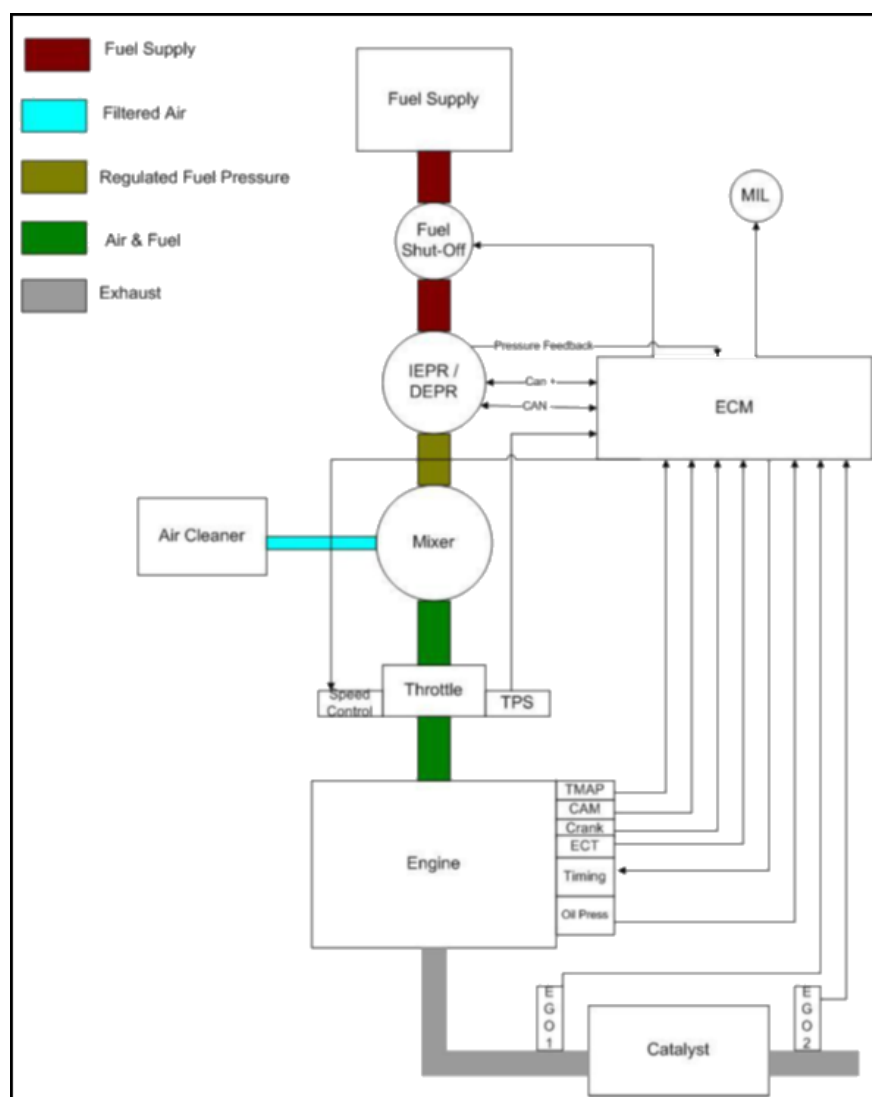 Fuel Supply
Filtered Air
Regulated Fuel Pressure
Air & Fuel
Exhaust
Fuel Supply
MIL
Fuel
Shut-Off
Pressure Feedback
IEPR /
DEPR
Can +
CAN -
ECM
Air Cleaner
Mixer
Speed
Control
Throttle
TPS
Engine
TMAP
CAM
Crank
ECT
Timing
Oil Press
E
G
O
1
Catalyst
E
G
O
2